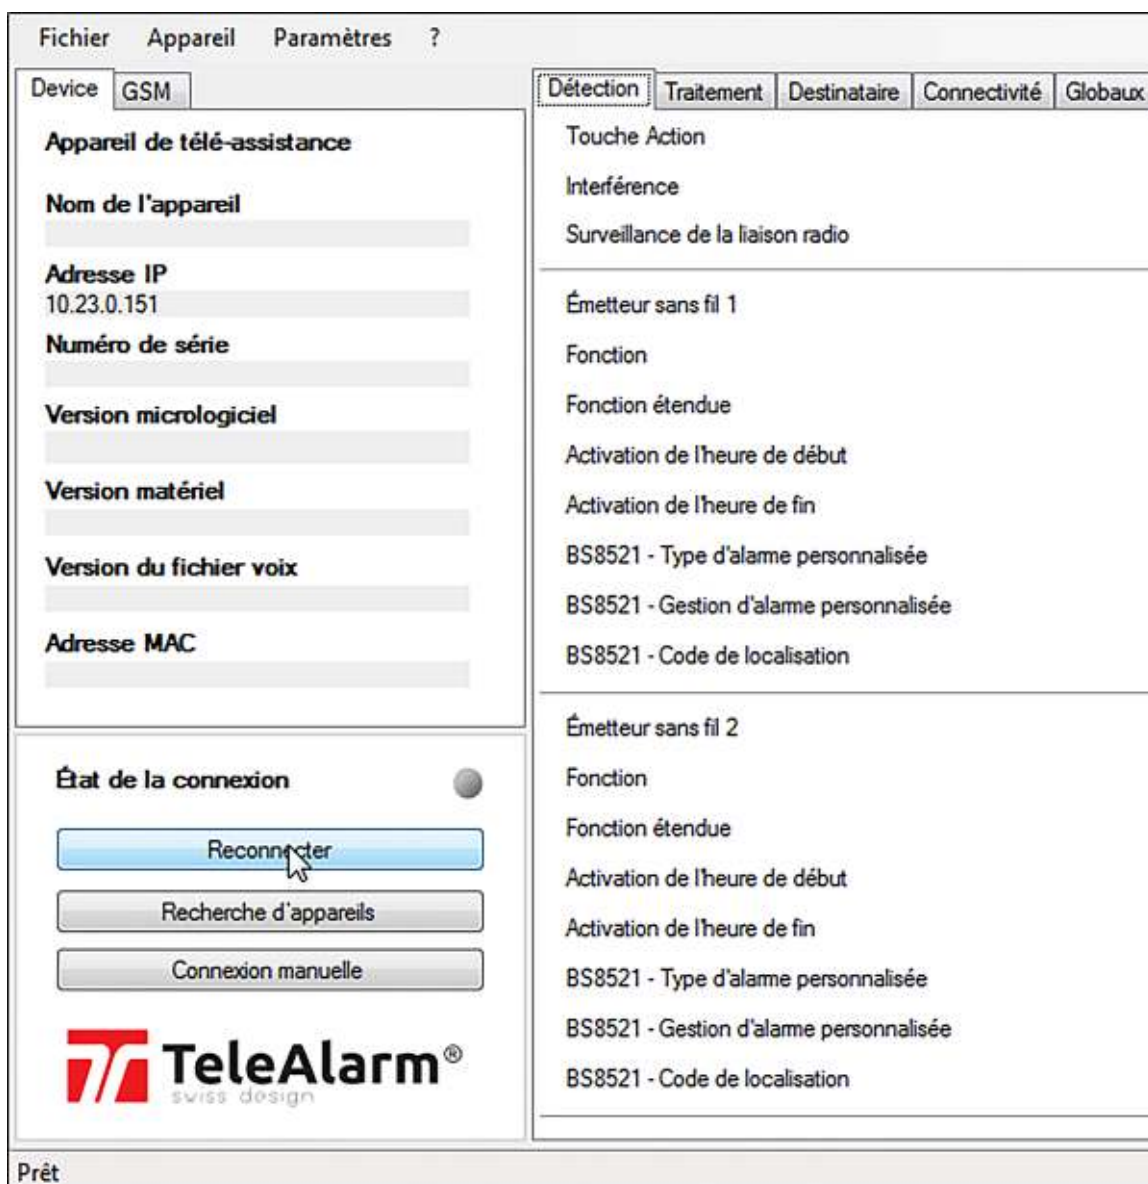 Fichier Appareil Paramètres ?
Device GSM
Appareil de télé-assistance
Nom de l'appareil
Adresse IP
10.23.0.151
Numéro de série
Version micrologiciel
Version matériel
Version du fichier voix
Adresse MAC
État de la connexion
Reconnecter
Recherche d'appareils
Connexion manuelle
TeleAlarm®
swiss design
Détection Traitement Destinataire Connectivité Globaux
Touche Action
Interférence
Surveillance de la liaison radio
Émetteur sans fil 1
Fonction
Fonction étendue
Activation de l'heure de début
Activation de l'heure de fin
BS8521 - Type d'alarme personnalisée
BS8521 - Gestion d'alarme personnalisée
BS8521 - Code de localisation
Émetteur sans fil 2
Fonction
Fonction étendue
Activation de l'heure de début
Activation de l'heure de fin
BS8521 - Type d'alarme personnalisée
BS8521 - Gestion d'alarme personnalisée
BS8521 - Code de localisation
Prêt